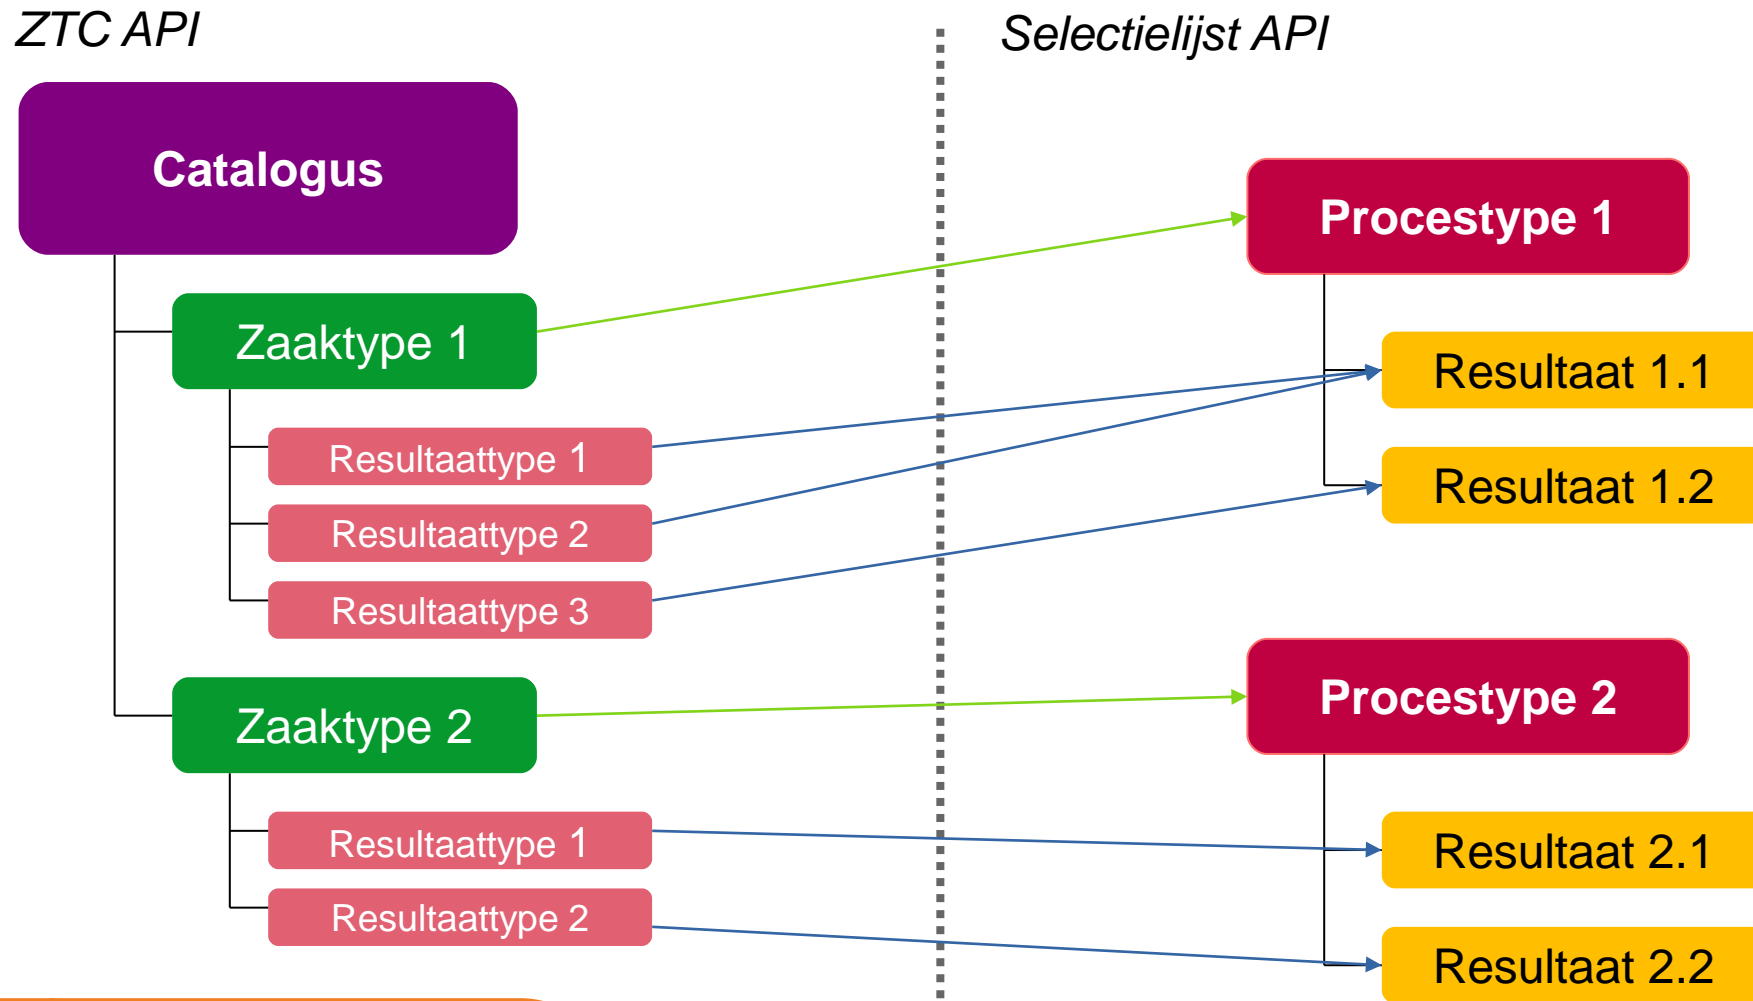 ZTC API
Catalogus
Zaaktype 1
Resultaattype 1
Resultaattype 2
Resultaattype 3
Zaaktype 2
Resultaattype 1
Resultaattype 2
Selectielijst API
Procestype 1
Resultaat 1.1
Resultaat 1.2
Procestype 2
Resultaat 2.1
Resultaat 2.2